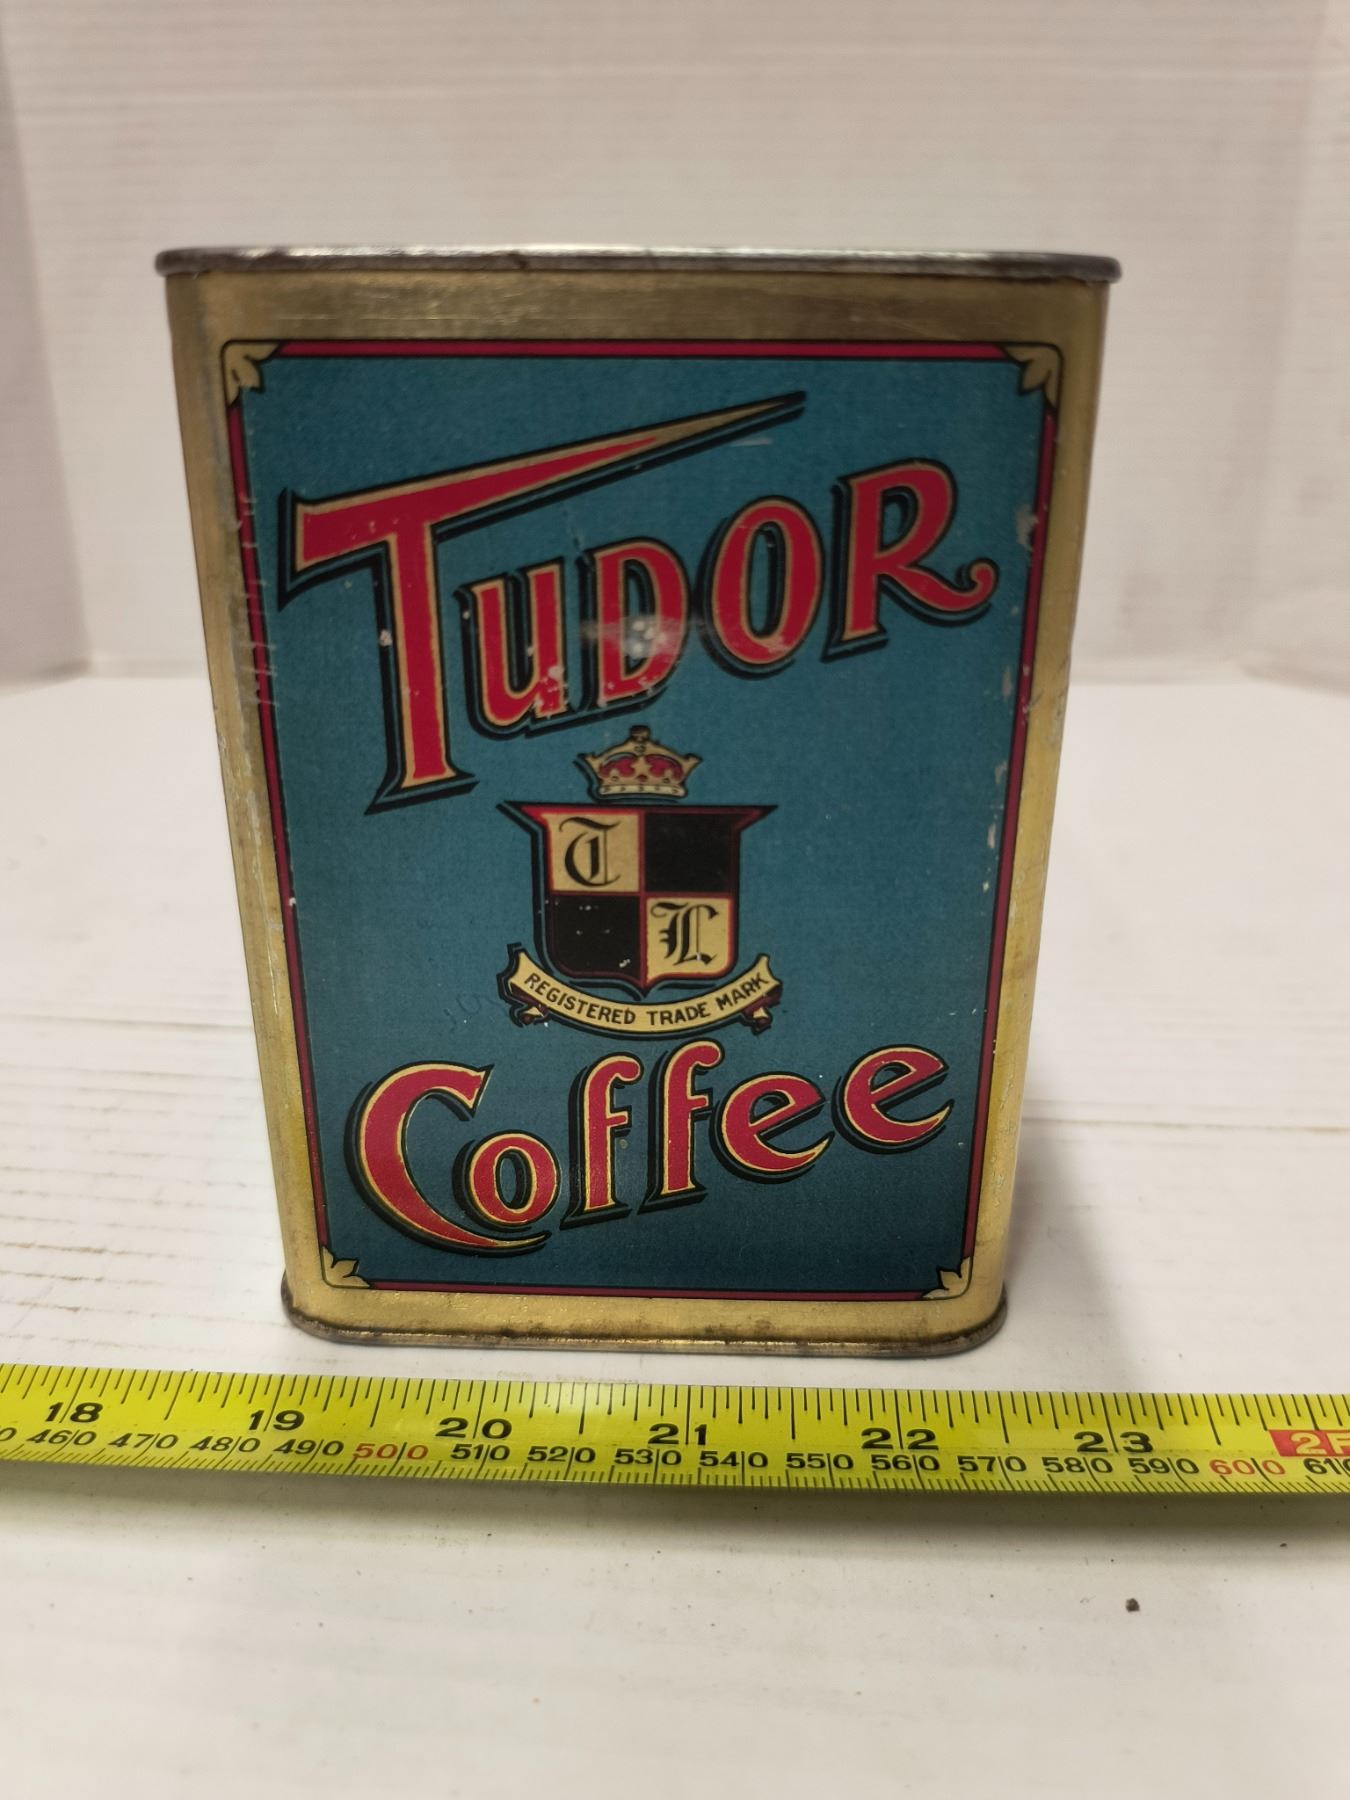 TUDOR
T
L
REGISTERED TRADE MARK
Coffee
18 19 20 21 22 23 2F
460 470 480 490 500 510 520 530 540 550 560 570 580 590 600